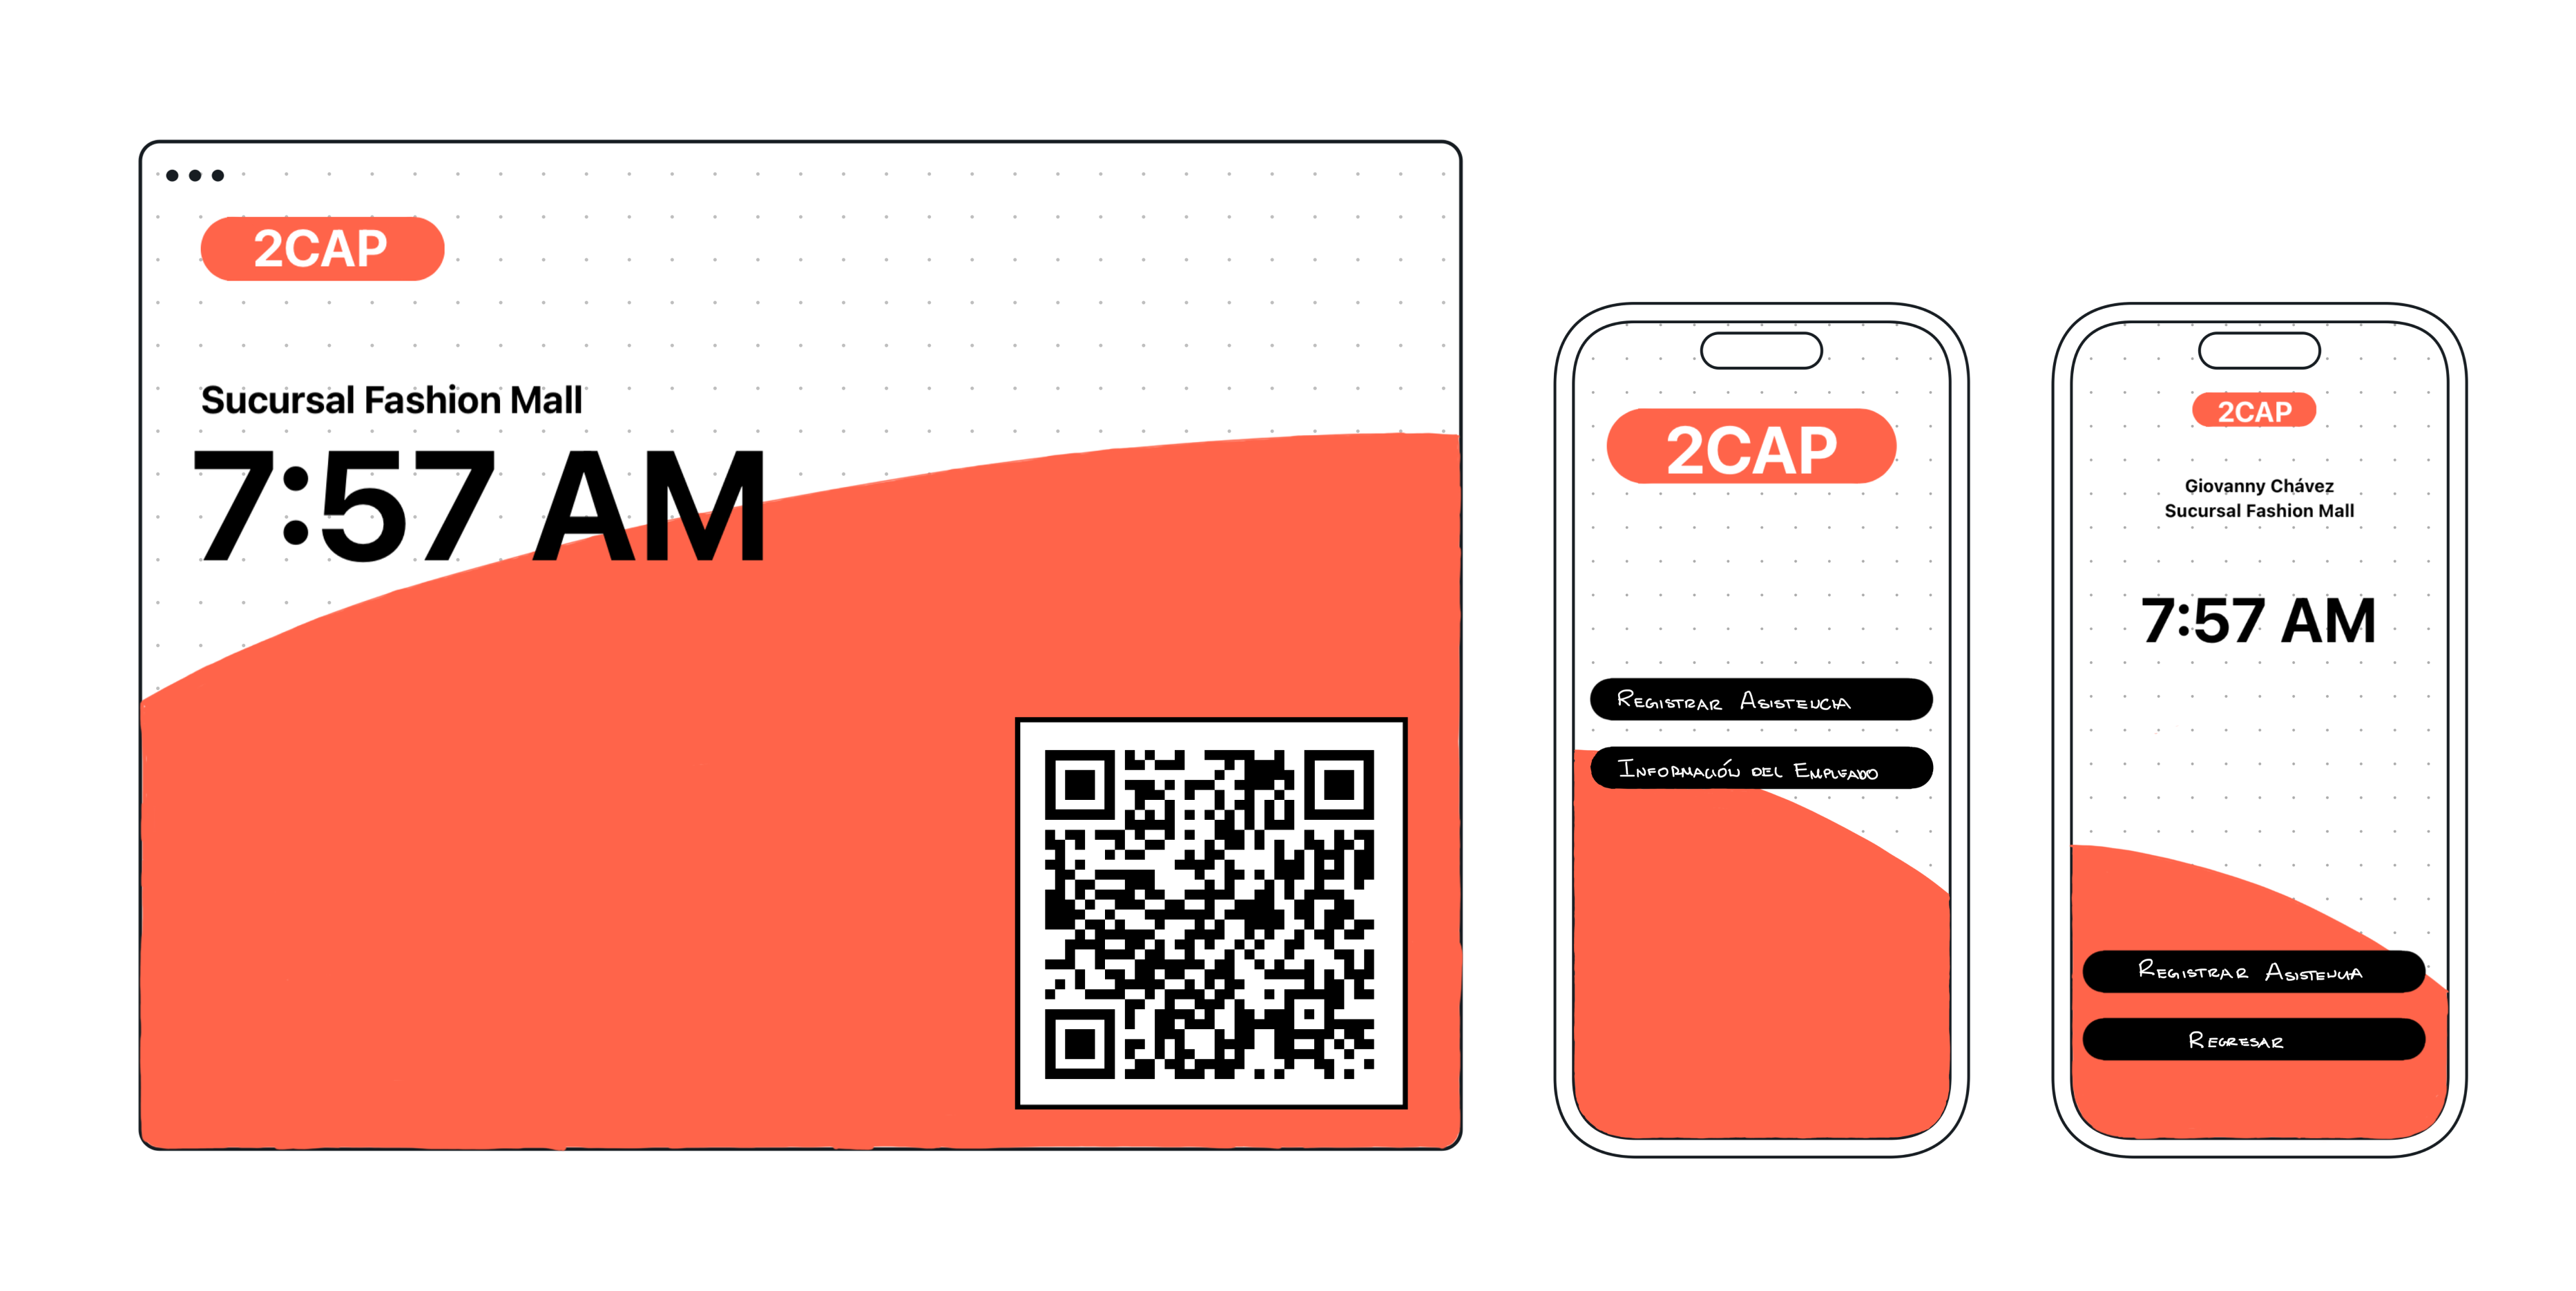 2CAP
Sucursal Fashion Mall
7:57 AM
2CAP
Registrar Asistencia
Información del Empleado
2CAP
Giovanny Chávez
Sucursal Fashion Mall
7:57 AM
Registrar Asistencia
Regresar